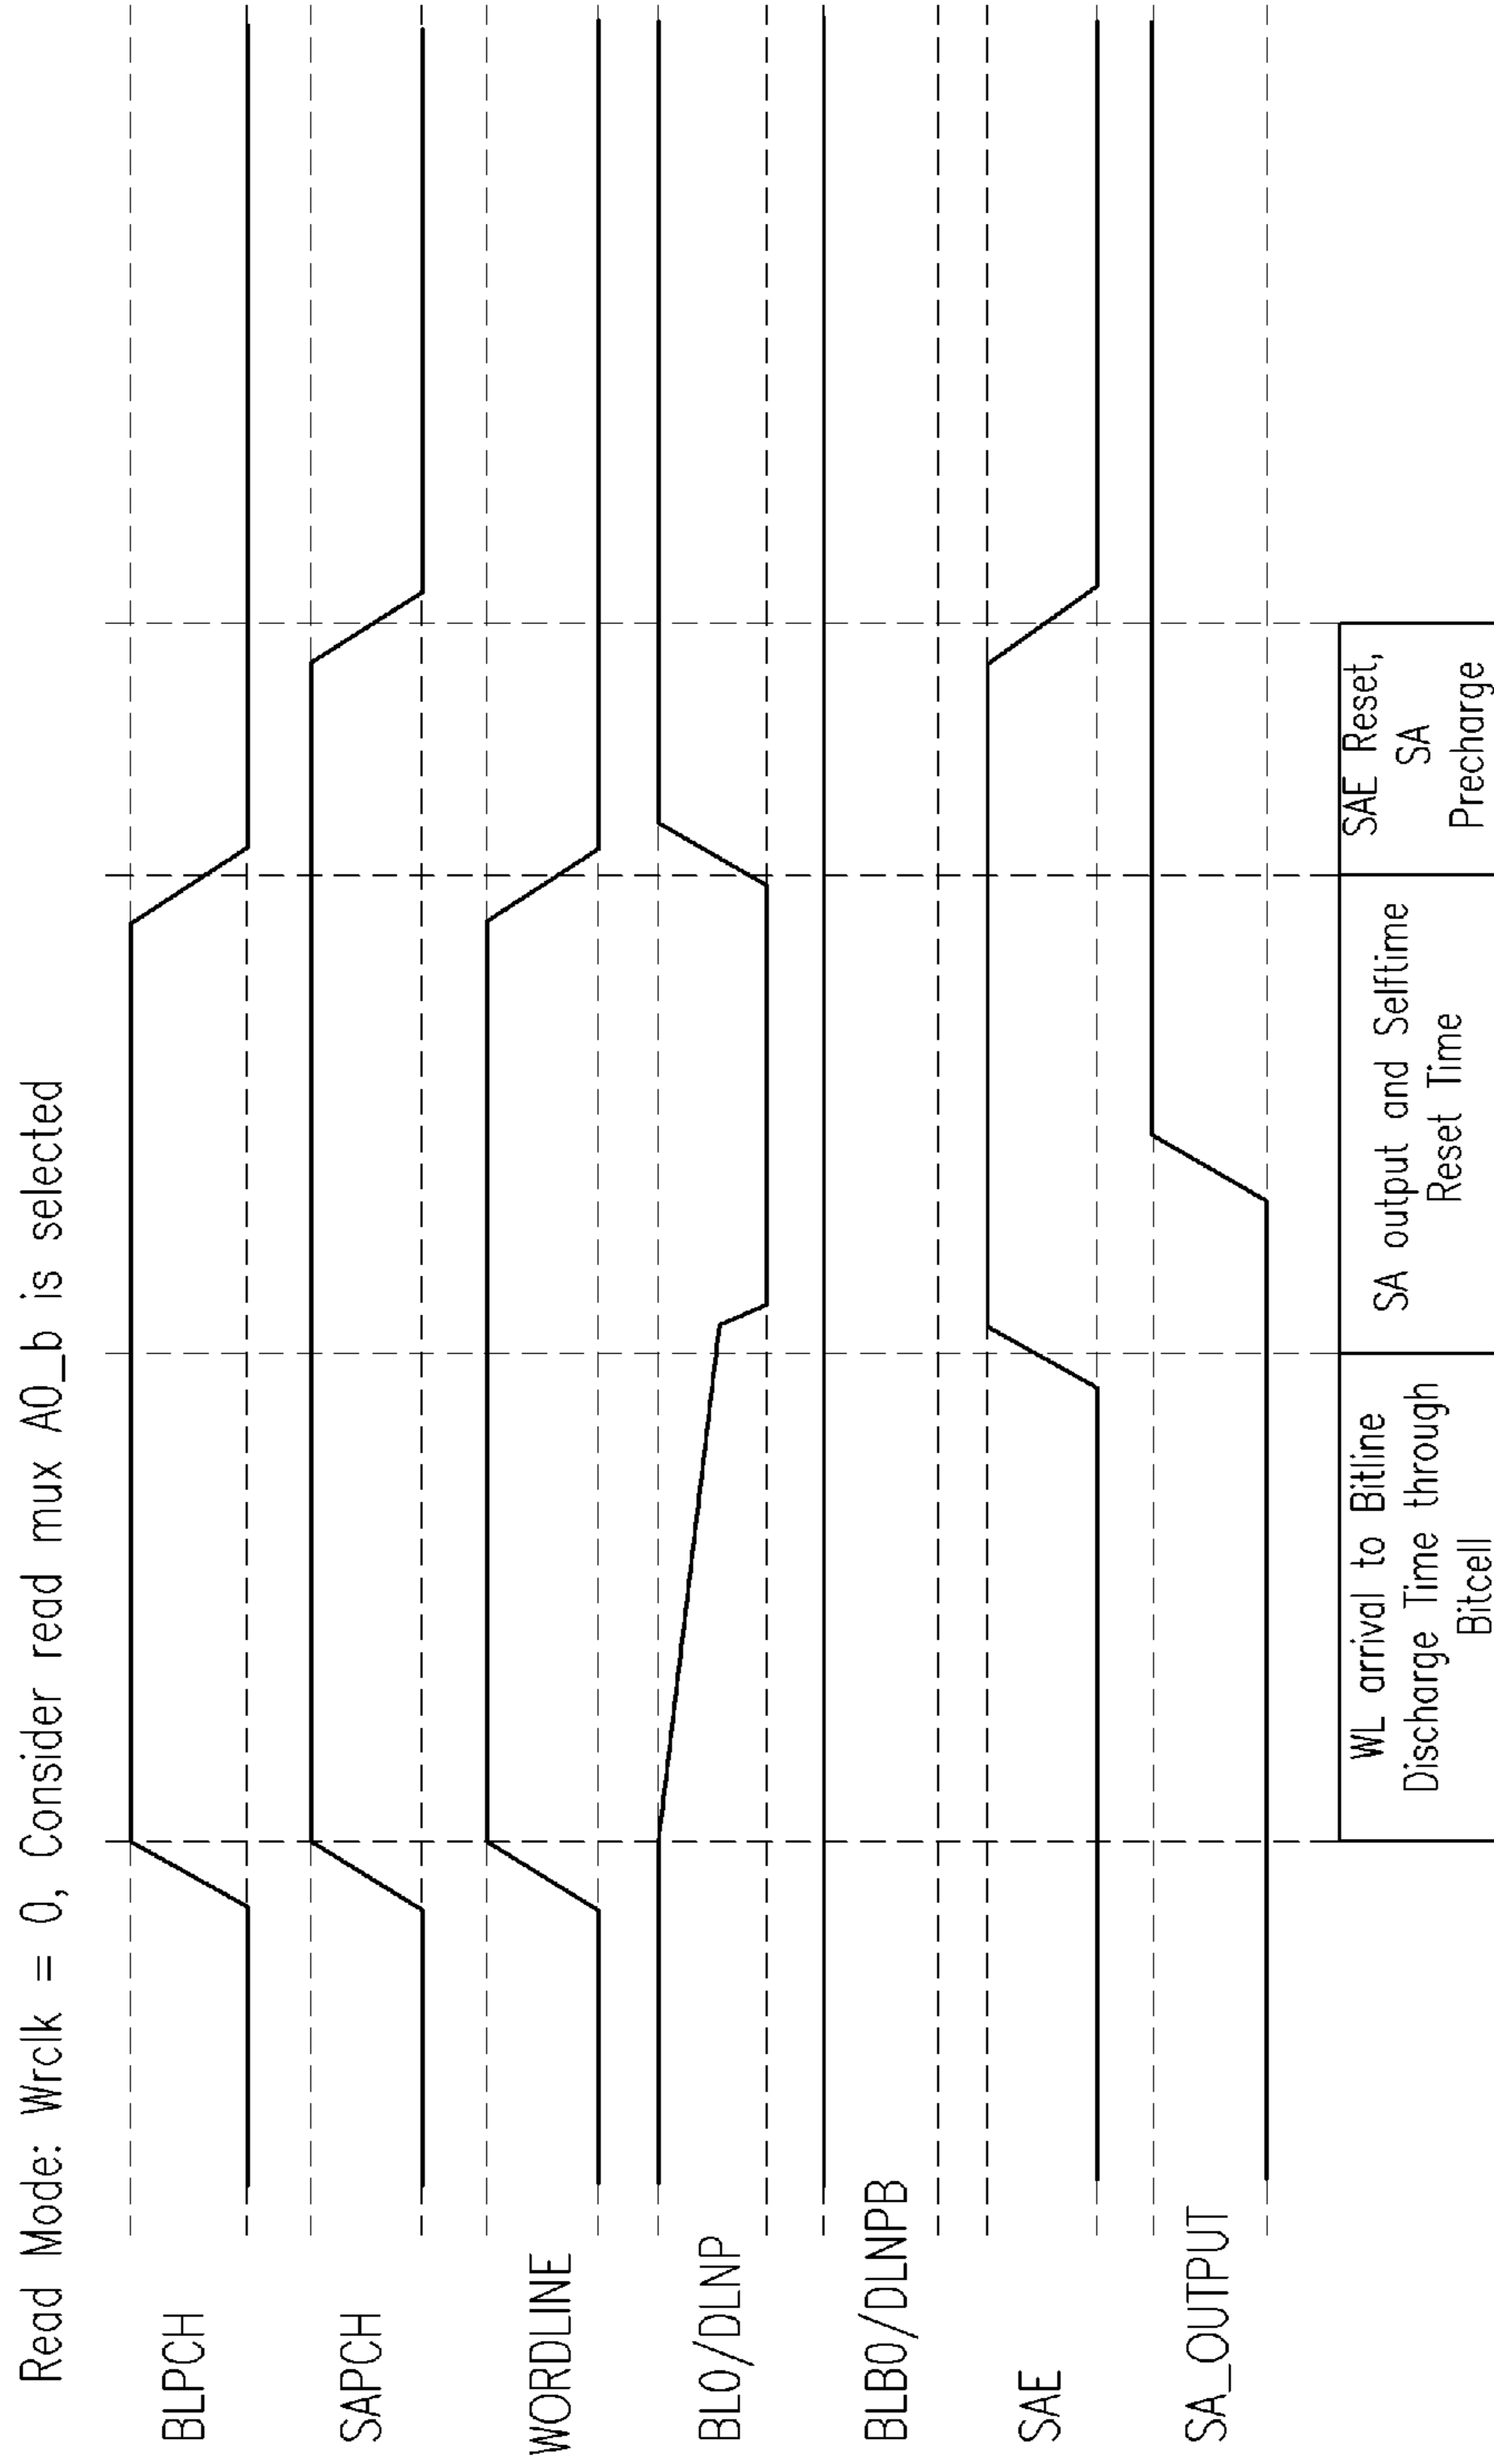 Read Mode: Wrclk = 0, Consider read mux A0_b is selected
BLPCH
SAPCH
WORDLINE
BL0/DLNP
BLB0/DLNPB
SAE
SA_OUTPUT
WL arrival to Bitline
Discharge Time through
Bitcell
SA output and Selftime
Reset Time
SAE Reset,
SA
Precharge